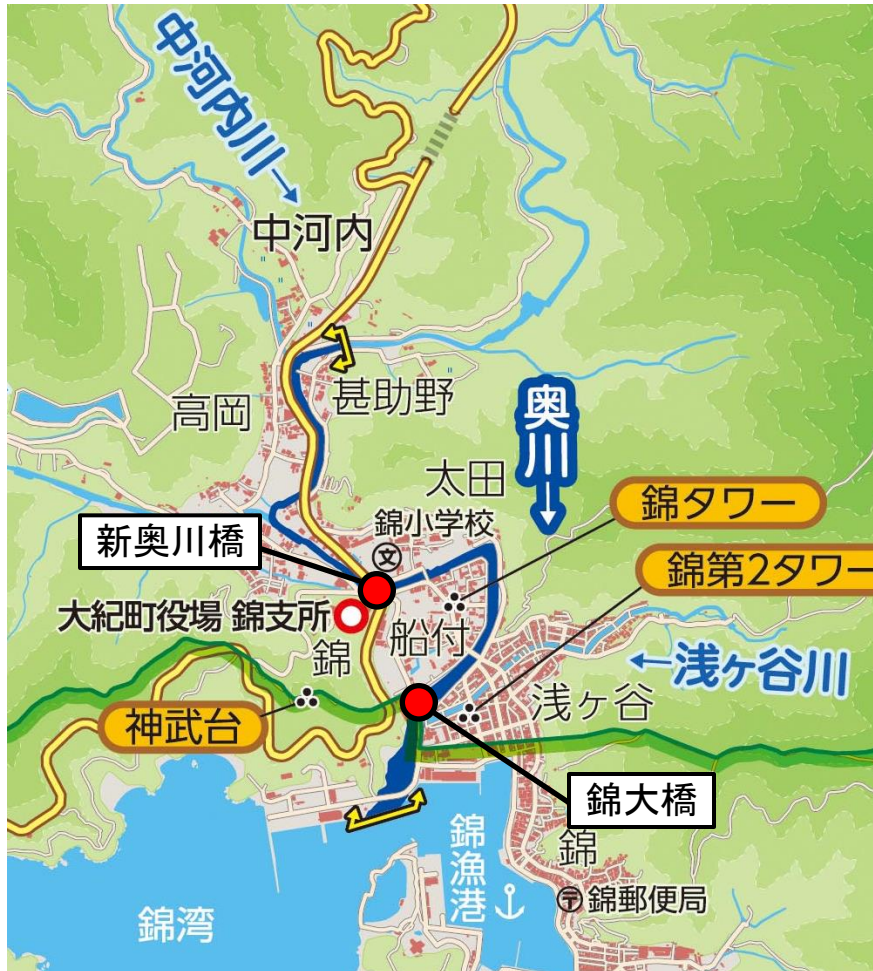 中河内川
中河内
甚助野
高岡
奥川
太田
錦タワー
錦小学校
文
新奥川橋
錦第2タワー
大紀町役場 錦支所
船付
錦
浅ヶ谷川
浅ヶ谷
神武台
錦大橋
錦漁港
錦
〒錦郵便局
錦湾